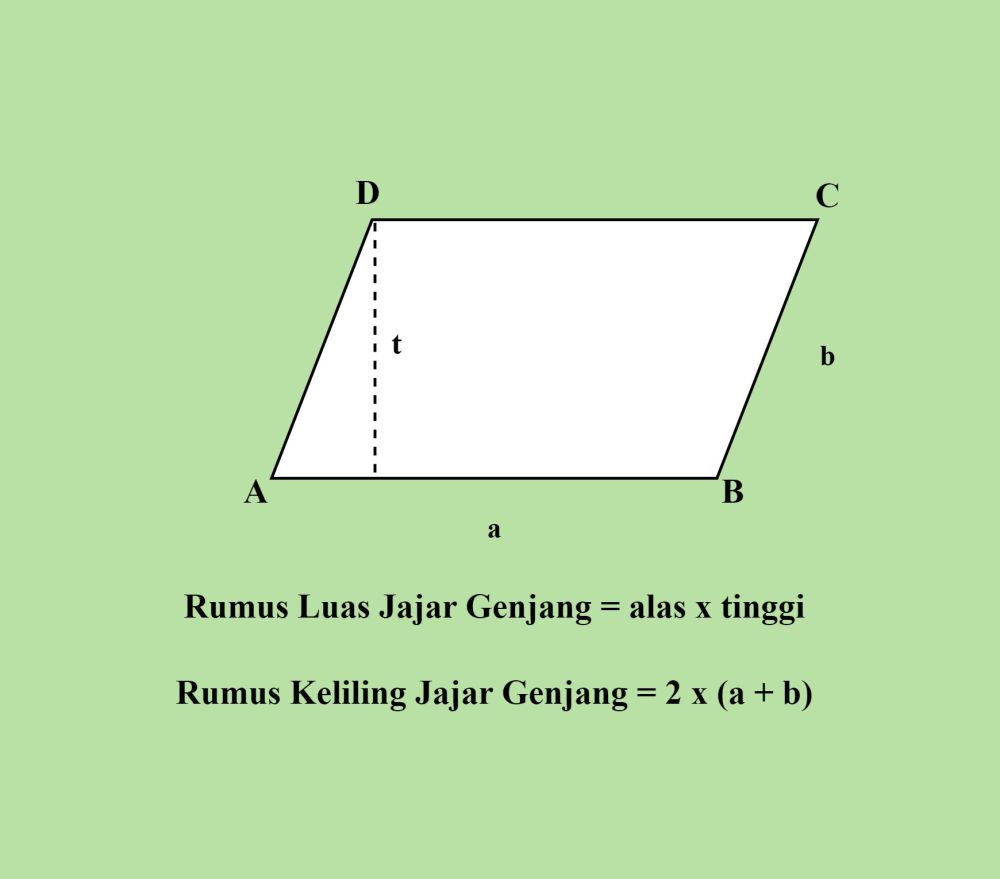 D
C
t
b
A
B
a
Rumus Luas Jajar Genjang = alas x tinggi
Rumus Keliling Jajar Genjang = 2 x (a + b)